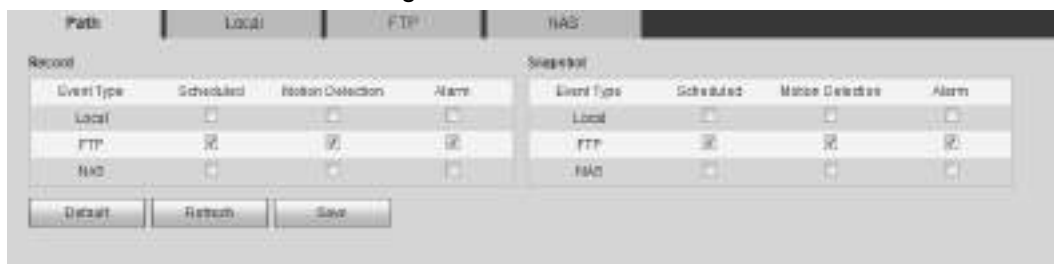 Path Local FTP NAS
Record Snapshot
Event Type Scheduled Motion Detection Alarm Event Type Scheduled Motion Detection Alarm
Local Local
FTP FTP
NAS NAS
Default Refresh Save